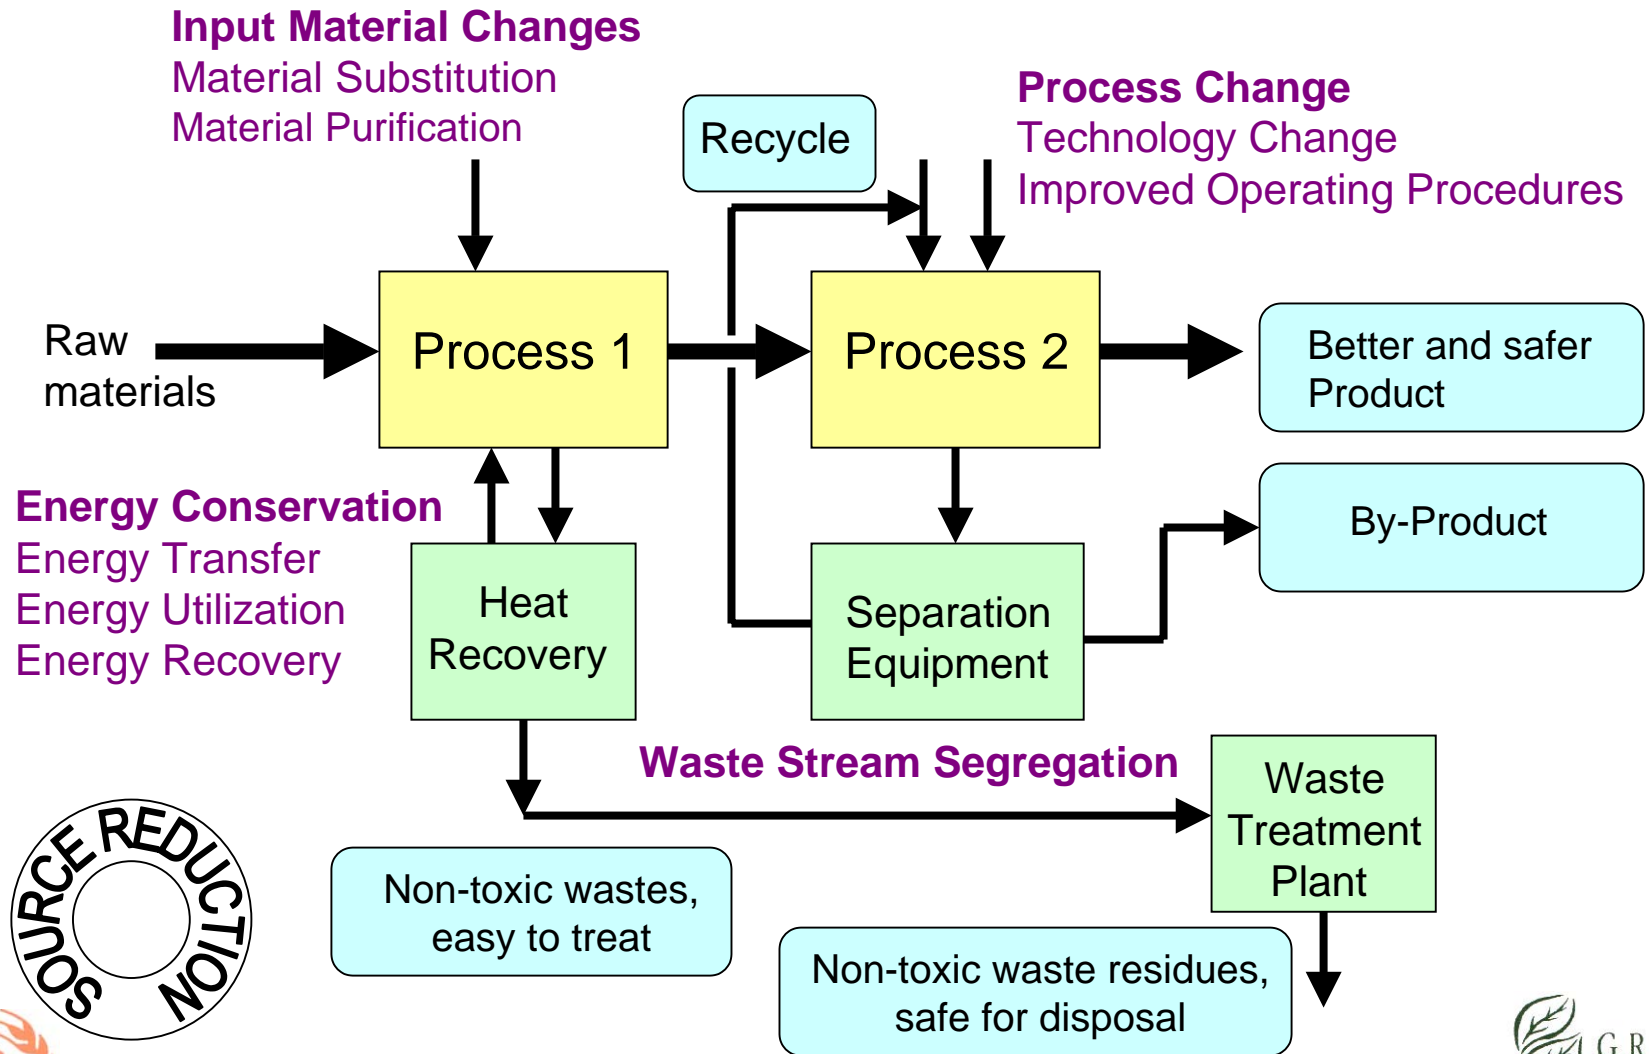 Input Material Changes
Material Substitution
Material Purification
Recycle
Process Change
Technology Change
Improved Operating Procedures
Raw
materials
Process 1
Process 2
Better and safer
Product
Energy Conservation
Energy Transfer
Energy Utilization
Energy Recovery
Heat
Recovery
Separation
Equipment
By-Product
Waste Stream Segregation
Waste
Treatment
Plant
SOURCE REDUCTION
Non-toxic wastes,
easy to treat
Non-toxic waste residues,
safe for disposal